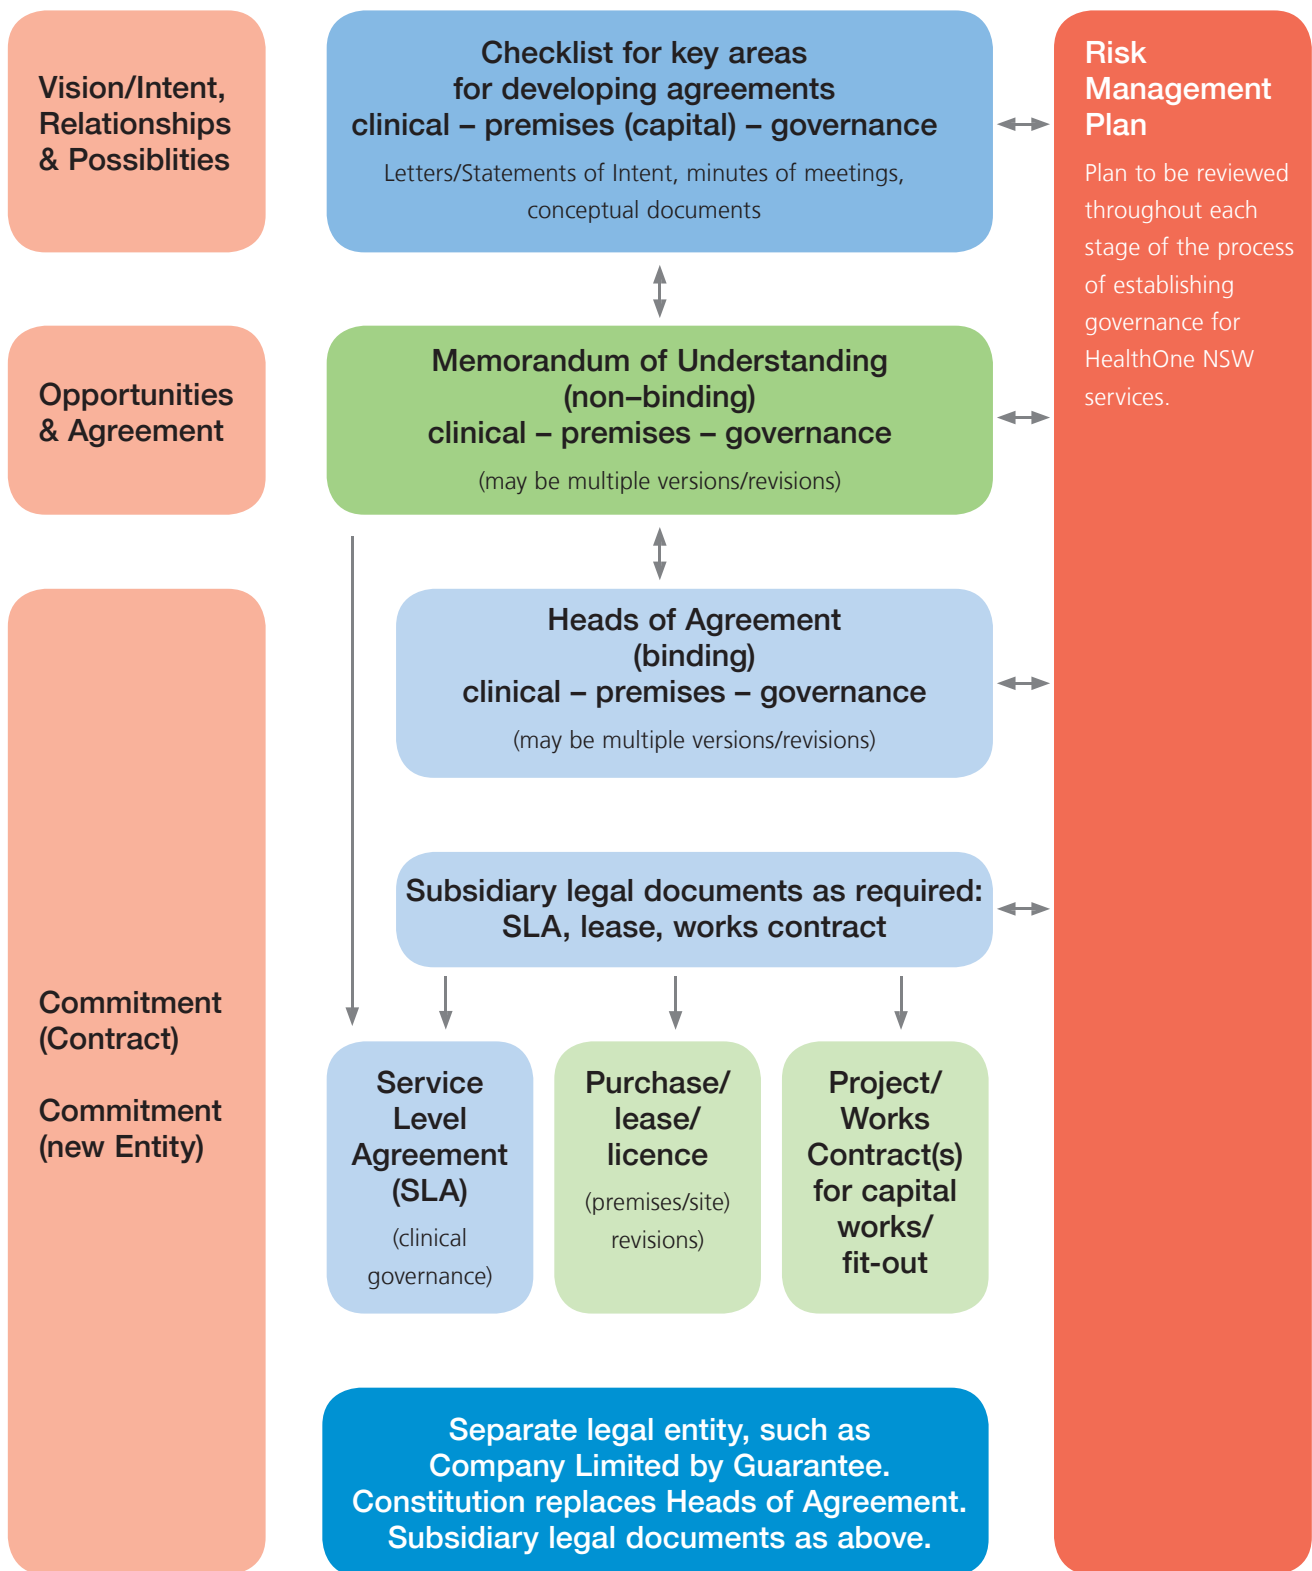 Vision/Intent,
Relationships
& Possiblities
Checklist for key areas
for developing agreements
clinical – premises (capital) – governance
Letters/Statements of Intent, minutes of meetings,
conceptual documents
Risk
Management
Plan
Plan to be reviewed
throughout each
stage of the process
of establishing
governance for
HealthOne NSW
services.
Opportunities
& Agreement
Memorandum of Understanding
(non–binding)
clinical – premises – governance
(may be multiple versions/revisions)
Heads of Agreement
(binding)
clinical – premises – governance
(may be multiple versions/revisions)
Subsidiary legal documents as required:
SLA, lease, works contract
Commitment
(Contract)
Commitment
(new Entity)
Service
Level
Agreement
(SLA)
(clinical
governance)
Purchase/
lease/
licence
(premises/site)
revisions)
Project/
Works
Contract(s)
for capital
works/
fit-out
Separate legal entity, such as
Company Limited by Guarantee.
Constitution replaces Heads of Agreement.
Subsidiary legal documents as above.